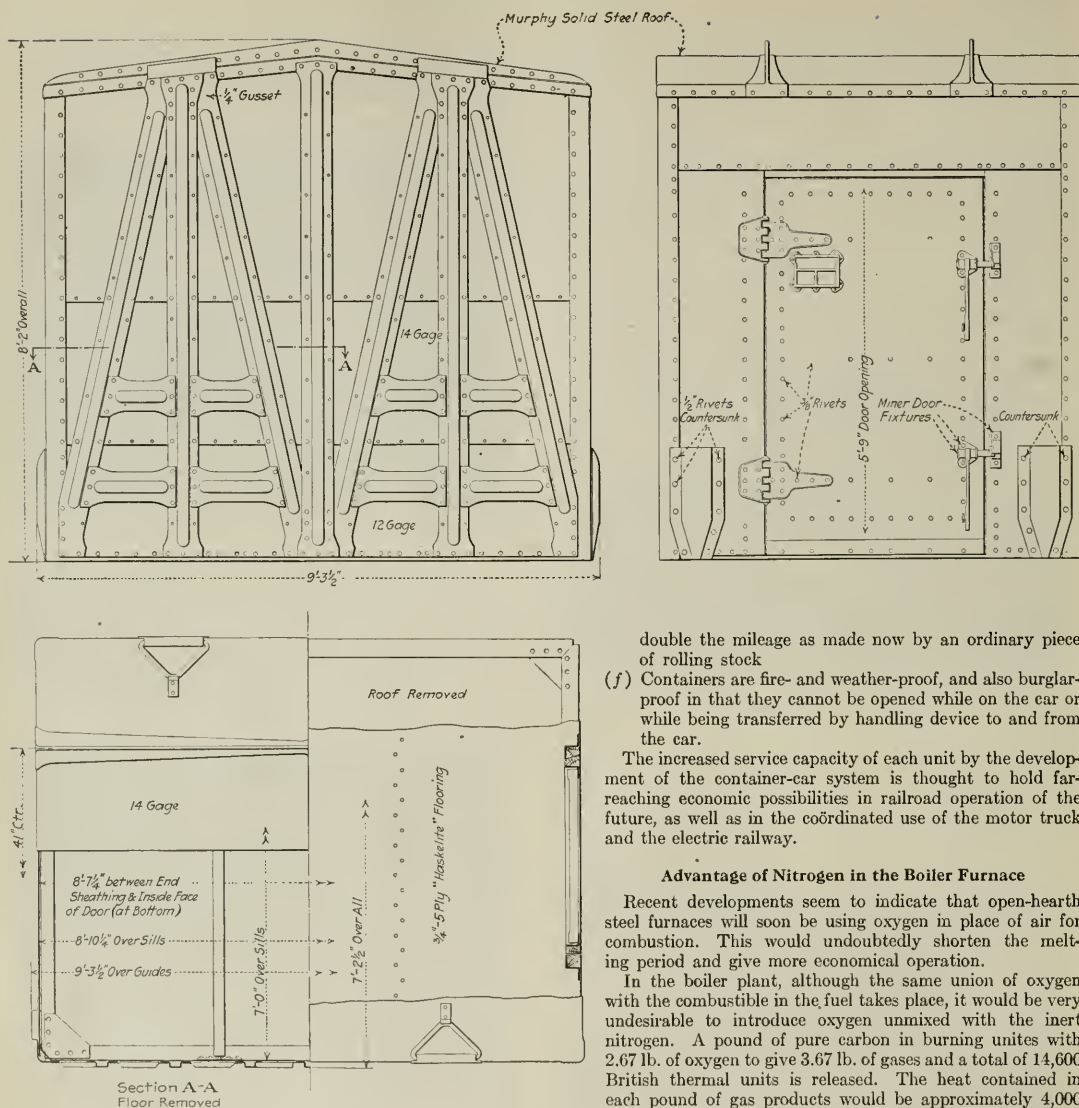 Murphy Solid Steel Roof
1/4" Gusset
8'-2" Overall
14 Gage
A
A
12 Gage
9'-3½"
1/2" Rivets
Countersunk
3/8" Rivets
5'-9" Door Opening
Miner Door
Fixtures
Countersunk
Roof Removed
41" Ctr.
14 Gage
8'-7¼" between End
Sheathing & Inside Face
of Door (at Bottom)
8'-10¼" Over Sills
9'-3½" Over Guides
7'-0" Over Sills
7'-2½" Over All
¾"-5 Ply "Haskelite" Flooring
Section A-A
Floor Removed
double the mileage as made now by an ordinary piece
of rolling stock
(f) Containers are fire- and weather-proof, and also burglar-
proof in that they cannot be opened while on the car or
while being transferred by handling device to and from
the car.
The increased service capacity of each unit by the develop-
ment of the container-car system is thought to hold far-
reaching economic possibilities in railroad operation of the
future, as well as in the coördinated use of the motor truck
and the electric railway.
Advantage of Nitrogen in the Boiler Furnace
Recent developments seem to indicate that open-hearth
steel furnaces will soon be using oxygen in place of air for
combustion. This would undoubtedly shorten the melt-
ing period and give more economical operation.
In the boiler plant, although the same union of oxygen
with the combustible in the fuel takes place, it would be very
undesirable to introduce oxygen unmixed with the inert
nitrogen. A pound of pure carbon in burning unites with
2.67 lb. of oxygen to give 3.67 lb. of gases and a total of 14,600
British thermal units is released. The heat contained in
each pound of gas products would be approximately 4,000